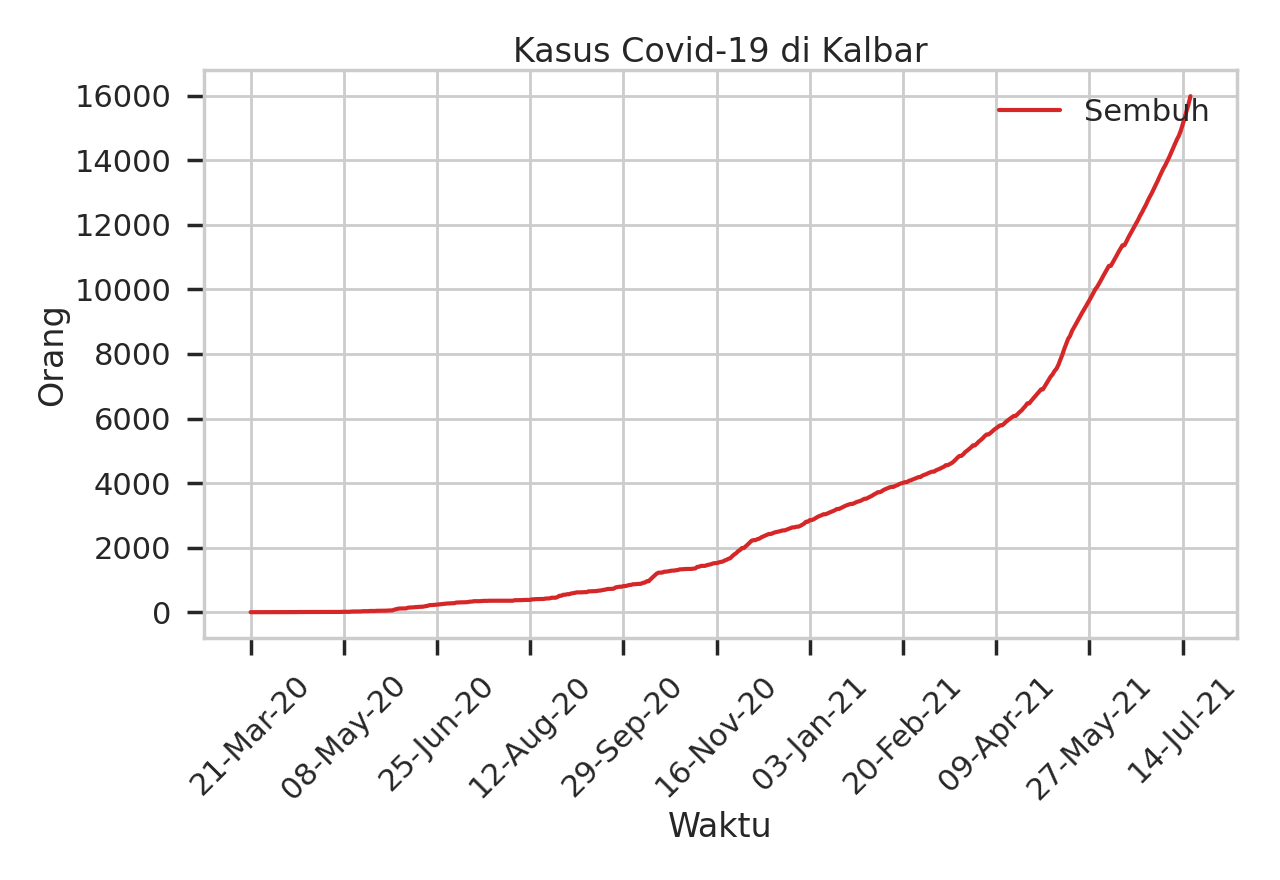 Kasus Covid-19 di Kalbar
Sembuh
16000
14000
12000
10000
8000
6000
4000
2000
0
Orang
21-Mar-20
08-May-20
25-Jun-20
12-Aug-20
29-Sep-20
16-Nov-20
03-Jan-21
20-Feb-21
09-Apr-21
27-May-21
14-Jul-21
Waktu